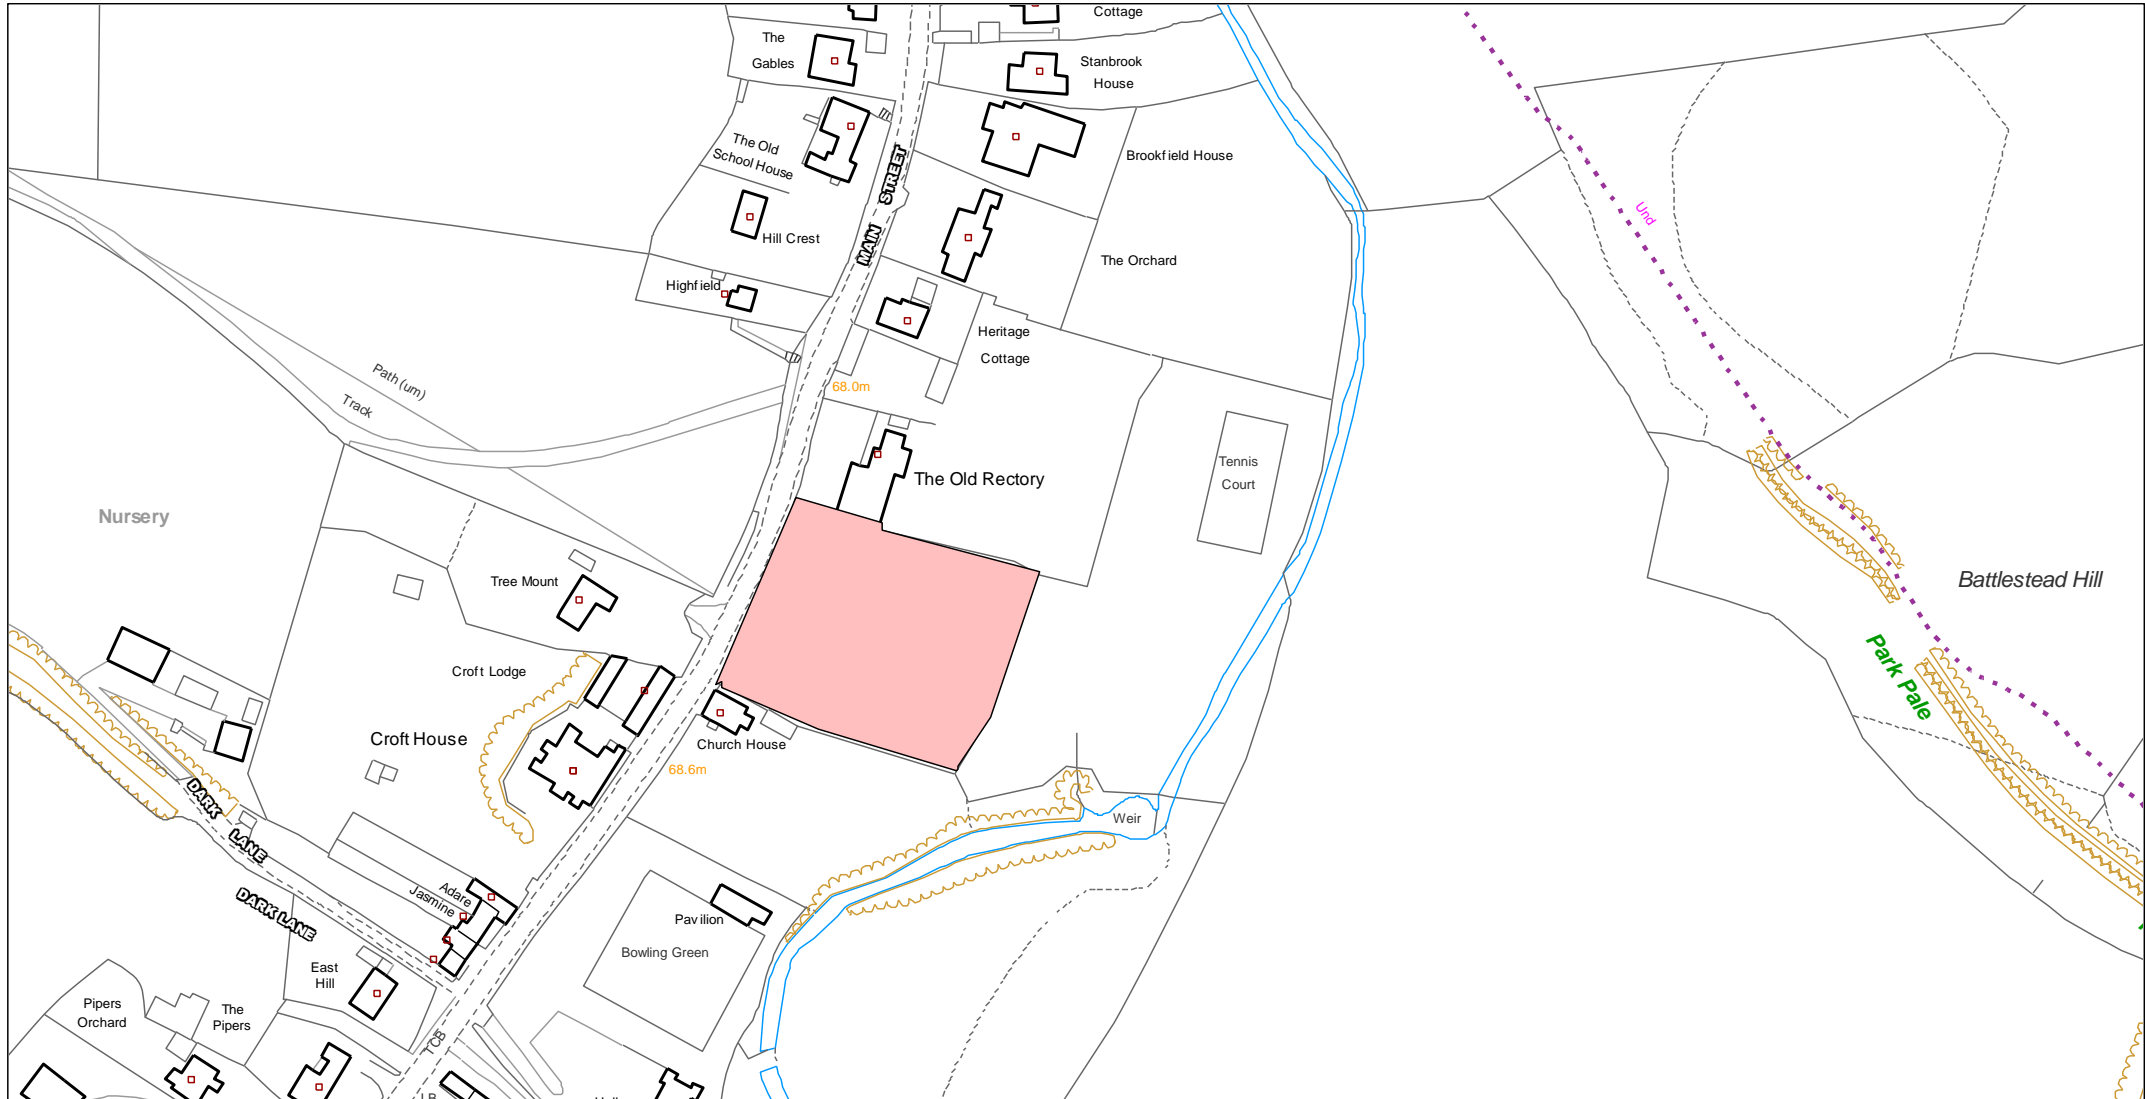 Cottage
The
Gables
Stanbrook
House
The Old
School House
MAIN STREET
Brookfield House
Und
Hill Crest
The Orchard
Highfield
Heritage
Cottage
Path (um)
Track
68.0m
Tennis
Court
The Old Rectory
Nursery
Tree Mount
Battlestead Hill
Park Pale
Croft Lodge
Croft House
Church House
68.6m
DARK LANE
Weir
DARK LANE
Adare
Jasmine
Pavilion
Bowling Green
East
Hill
Pipers
Orchard
The
Pipers
TCB
LB